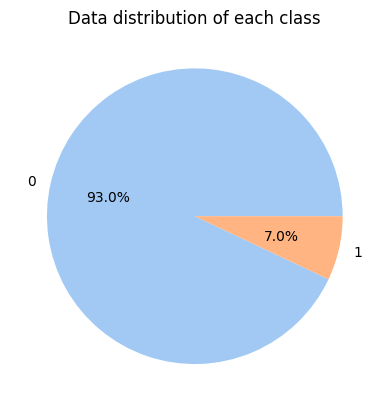 Data distribution of each class
0
93.0%
7.0%
1